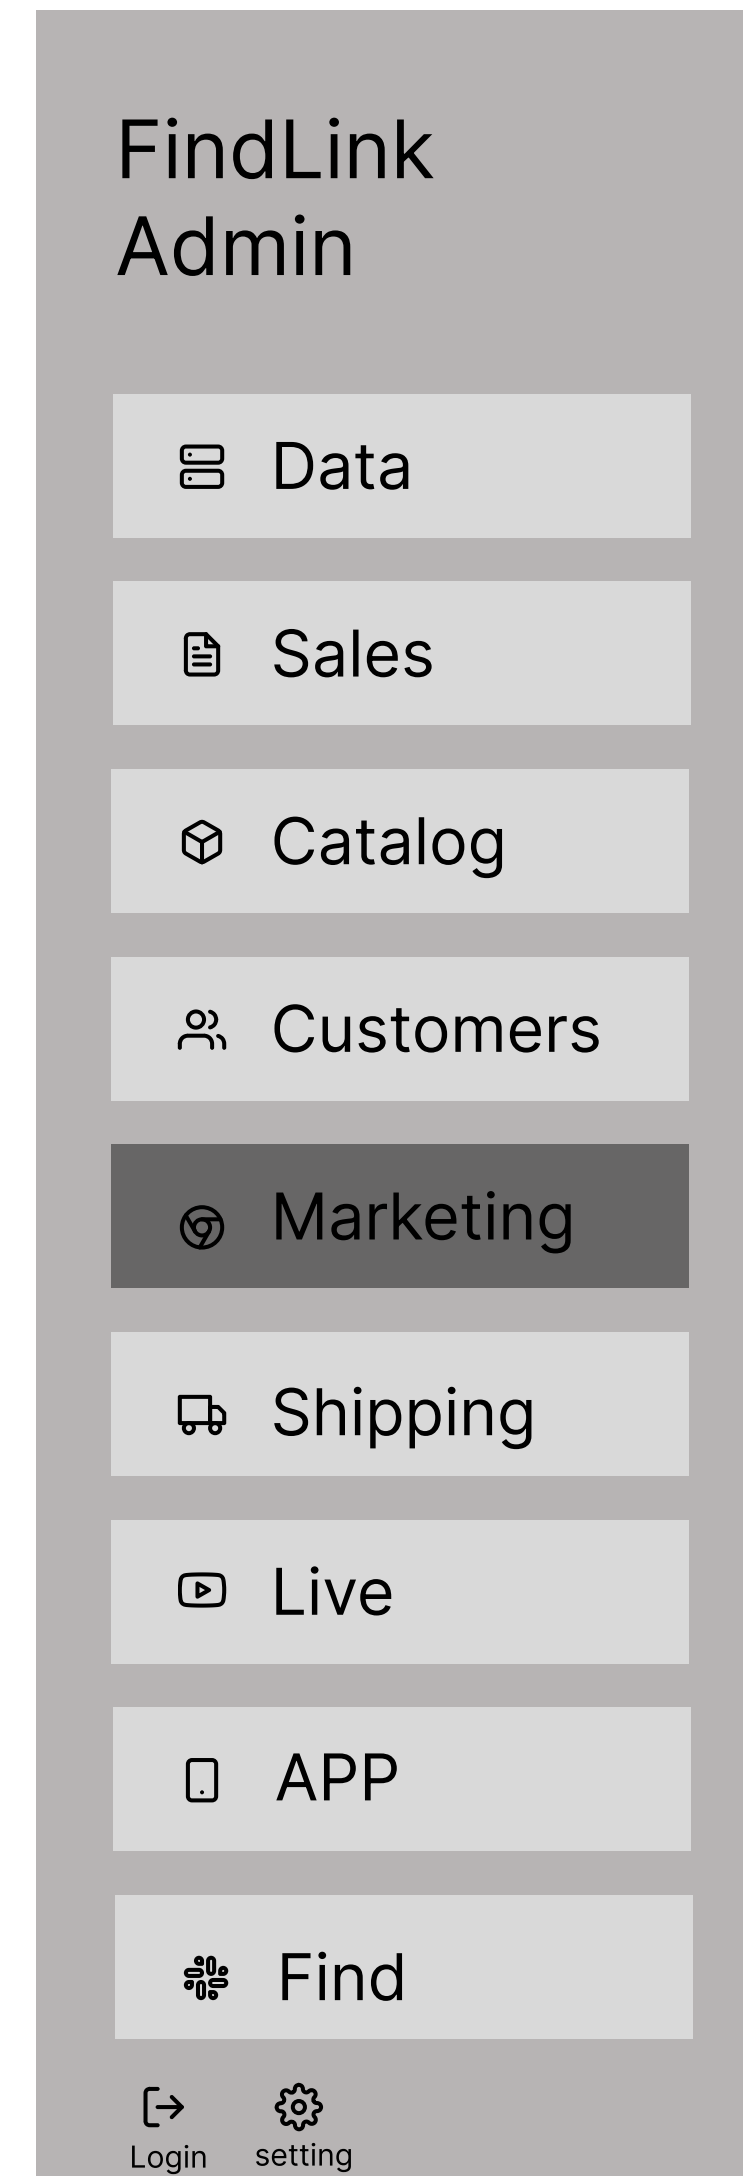 FindLink
Admin
Data
Sales
Catalog
Customers
Marketing
Shipping
Live
APP
Find
Login
setting